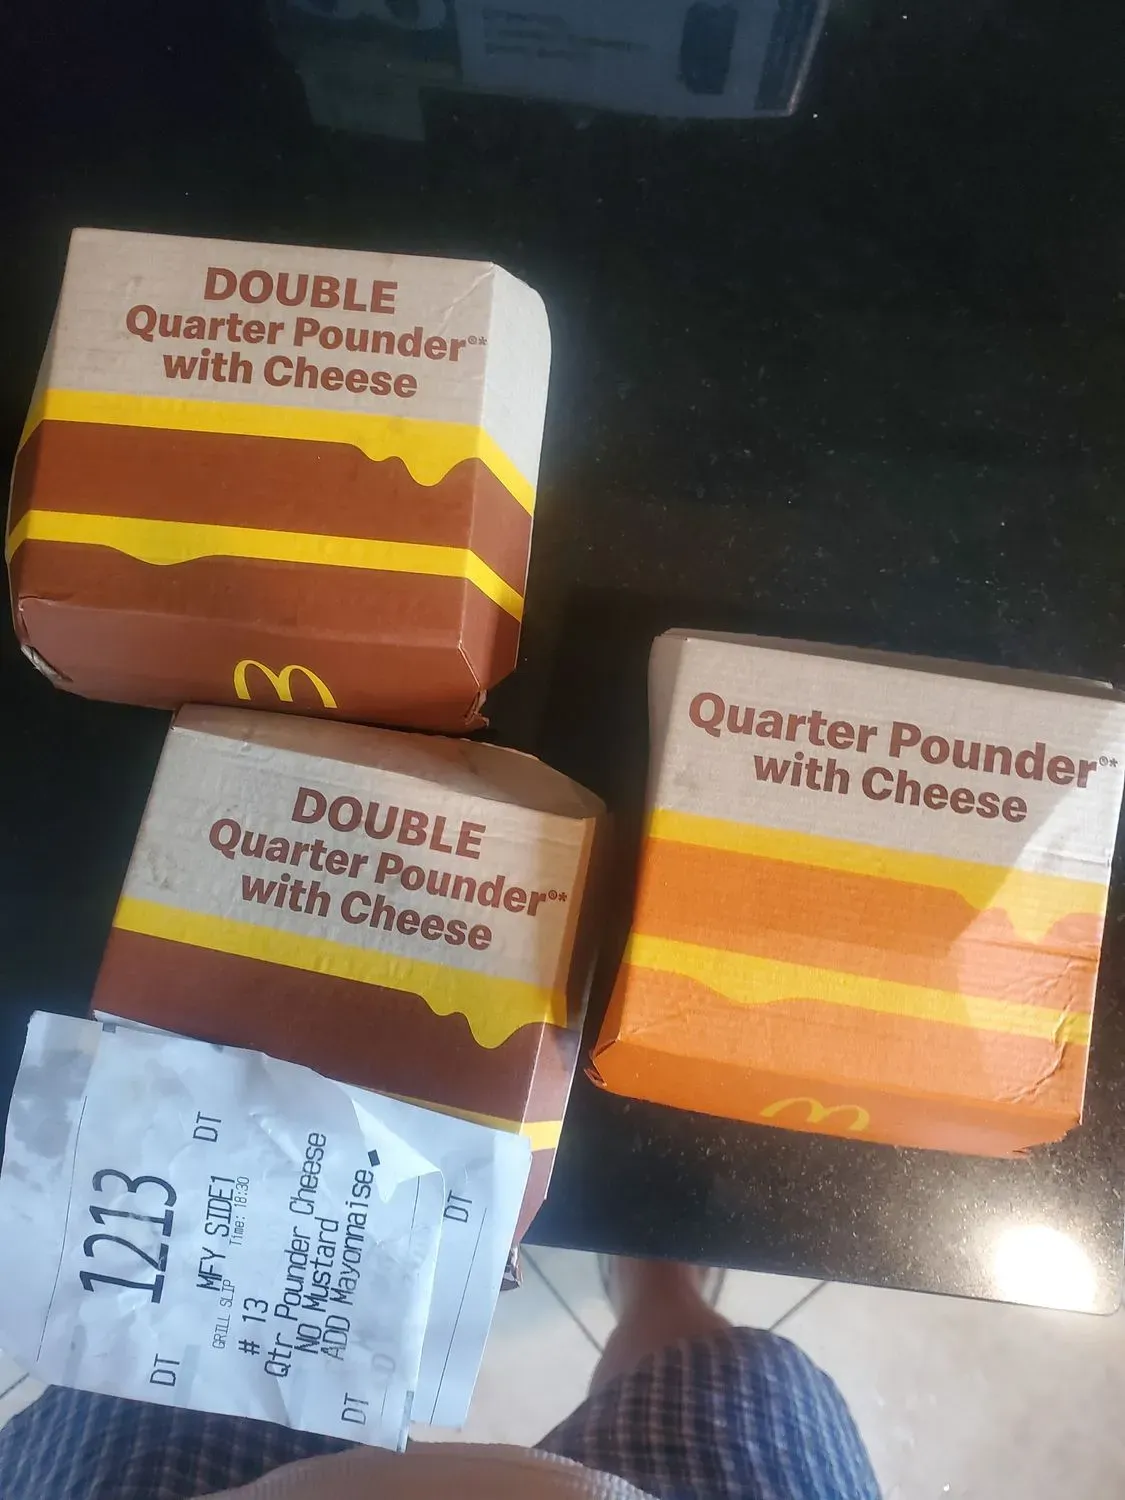 DOUBLE
Quarter Pounder®*
with Cheese
Quarter Pounder®*
with Cheese
DOUBLE
Quarter Pounder®*
with Cheese
1213
DT
DT
GRILL SLIP
MFY SIDE1
Time: 18:30
# 13
Qtr Pounder Cheese
NO Mustard
ADD Mayonnaise
DT
DT